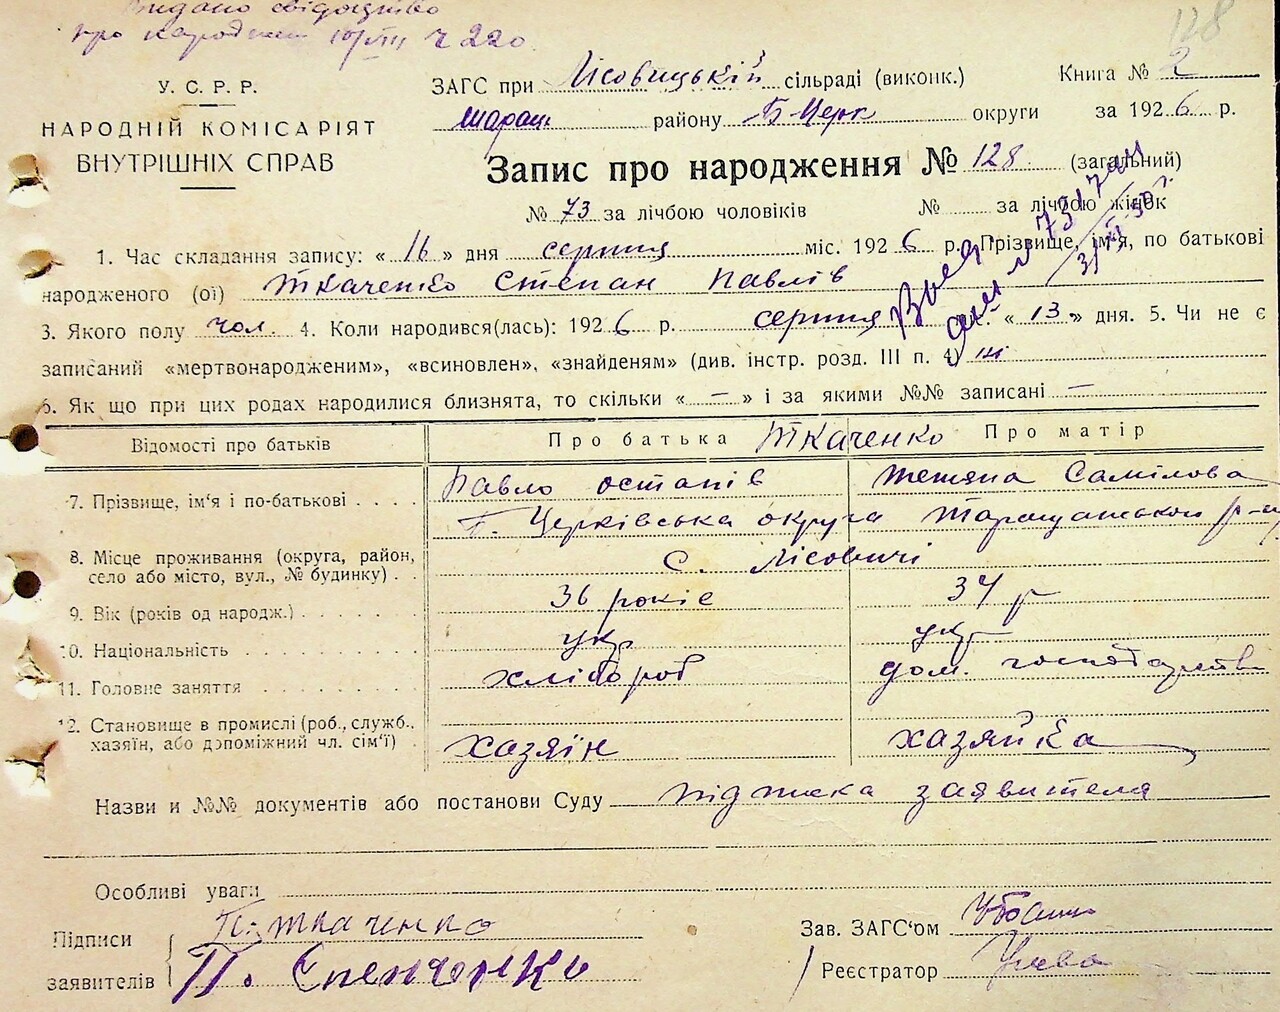 Видано свідоцтво
про народжен 10/VIII Ч 220
128
У. С. Р. Р.
НАРОДНІЙ КОМІСАРІЯТ
ВНУТРІШНІХ СПРАВ
ЗАГС при Лісовицькій сільраді (виконк.) Книга № 2
Таращ району Б-Церк округи за 1926 р.
Запис про народження № 128 (загальний)
№ 73 за лічбою чоловіків № за лічбою жінок
1. Час складання запису: « 16 » дня серпня міс. 1926 р. Прізвище, ім'я, по батькові
народженого (ої) Ткаченко Степан Павлів
3. Якого полу чол. 4. Коли народився(лась): 1926 р. серпня « 13 » дня. 5. Чи не є
записаний «мертвонародженим», «всиновлен», «знайденям» (див. інстр. розд. III п. 4) ні
6. Як що при цих родах народилися близнята, то скільки « — » і за якими №№ записані —
Відомості про батьків Про батька Ткаченко Про матір
7. Прізвище, ім'я і по-батькові Павло Остапів Тетяна Самілова
Б. Церківська округа Таращанськои р-ну
8. Місце проживання (округа, район,
село або місто, вул., № будинку) с. Лісовичі
9. Вік (років од народж.) 36 років 34 р
10. Національність укр укр
11. Головне заняття хлібороб дом. господарств
12. Становище в промислі (роб., служб.,
хазяїн, або допоміжний чл. сім'ї) хазяїн хазяйка
Назви и №№ документів або постанови Суду підписка заявителя
Особливі уваги
Підписи заявителів П. Ткаченко
Зав. ЗАГС'ом
Реєстратор